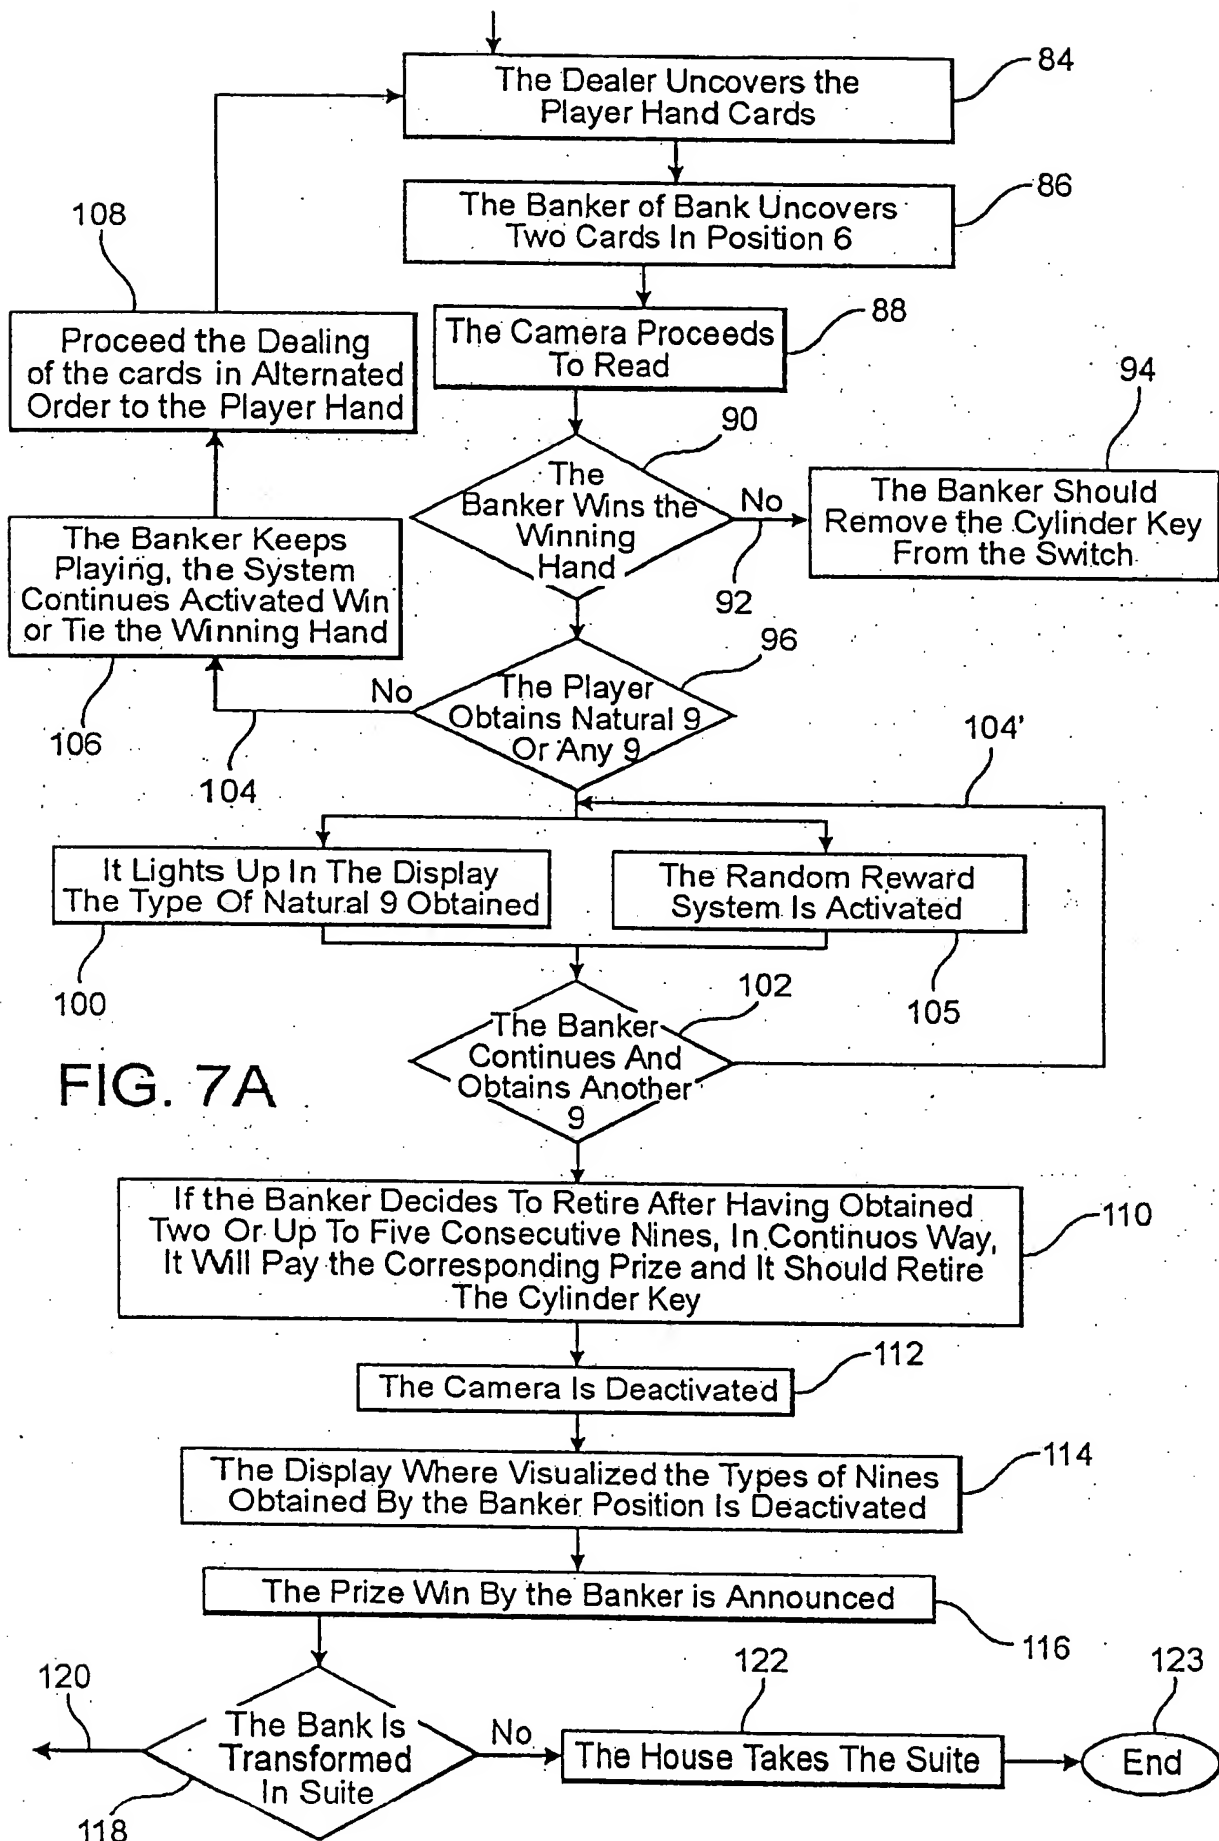 The Dealer Uncovers the
Player Hand Cards
84
The Banker of Bank Uncovers
Two Cards In Position 6
86
108
Proceed the Dealing
of the cards in Alternated
Order to the Player Hand
The Camera Proceeds
To Read
88
90
The
Banker Wins the
Winning
Hand
No
92
94
The Banker Should
Remove the Cylinder Key
From the Switch
The Banker Keeps
Playing, the System
Continues Activated Win
or Tie the Winning Hand
106
No
104
96
The Player
Obtains Natural 9
Or Any 9
104'
It Lights Up In The Display
The Type Of Natural 9 Obtained
100
The Random Reward
System Is Activated
105
102
The Banker
Continues And
Obtains Another
9
FIG. 7A
If the Banker Decides To Retire After Having Obtained
Two Or Up To Five Consecutive Nines, In Continuos Way,
It Will Pay the Corresponding Prize and It Should Retire
The Cylinder Key
110
The Camera Is Deactivated
112
The Display Where Visualized the Types of Nines
Obtained By the Banker Position Is Deactivated
114
The Prize Win By the Banker is Announced
116
120
The Bank Is
Transformed
In Suite
118
No
122
The House Takes The Suite
123
End